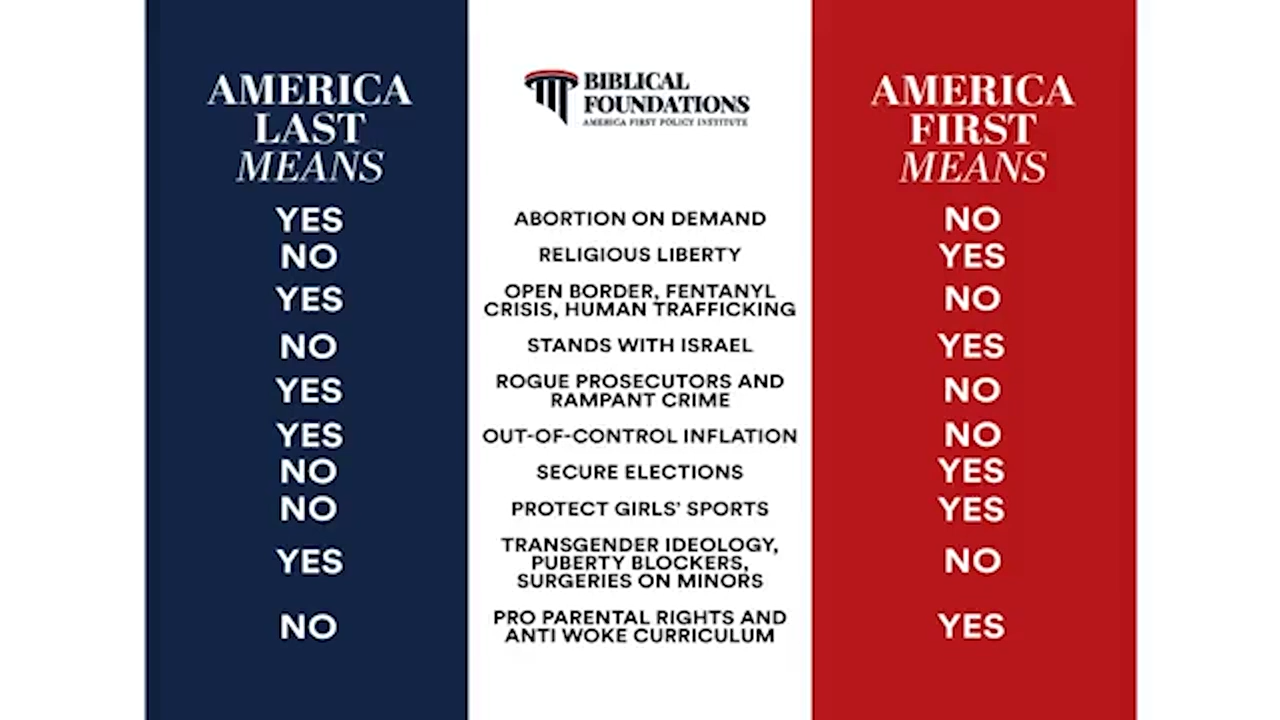 AMERICA
LAST
MEANS
BIBLICAL
FOUNDATIONS
AMERICA FIRST POLICY INSTITUTE
AMERICA
FIRST
MEANS
YES ABORTION ON DEMAND NO
NO RELIGIOUS LIBERTY YES
YES OPEN BORDER, FENTANYL
CRISIS, HUMAN TRAFFICKING NO
NO STANDS WITH ISRAEL YES
YES ROGUE PROSECUTORS AND
RAMPANT CRIME NO
YES OUT-OF-CONTROL INFLATION NO
NO SECURE ELECTIONS YES
NO PROTECT GIRLS' SPORTS YES
YES TRANSGENDER IDEOLOGY,
PUBERTY BLOCKERS,
SURGERIES ON MINORS NO
NO PRO PARENTAL RIGHTS AND
ANTI WOKE CURRICULUM YES